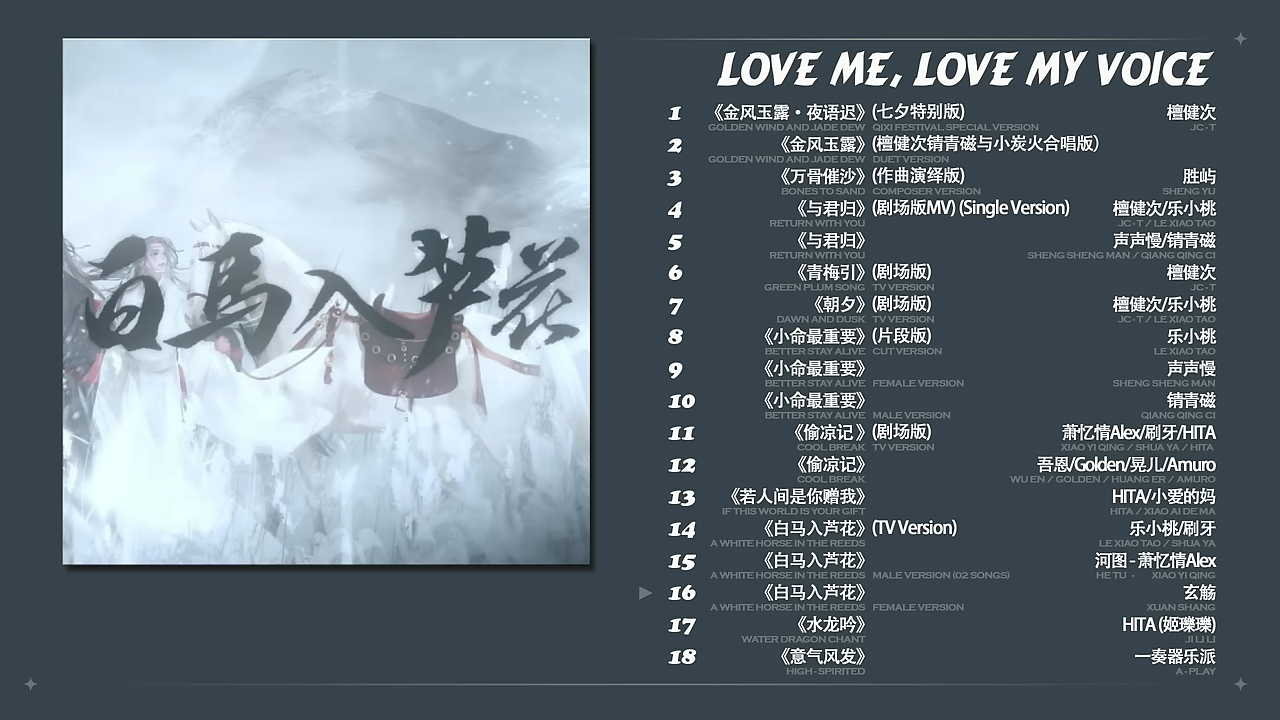 白馬入芦花
LOVE ME, LOVE MY VOICE
1 《金风玉露·夜语迟》 (七夕特别版) 檀健次
GOLDEN WIND AND JADE DEW QIXI FESTIVAL SPECIAL VERSION JC-T
2 《金风玉露》 (檀健次锖青磁与小炭火合唱版)
GOLDEN WIND AND JADE DEW DUET VERSION
3 《万骨催沙》 (作曲演绎版) 胜屿
BONES TO SAND COMPOSER VERSION SHENG YU
4 《与君归》 (剧场版MV) (Single Version) 檀健次/乐小桃
RETURN WITH YOU JC-T / LE XIAO TAO
5 《与君归》 声声慢/锖青磁
RETURN WITH YOU SHENG SHENG MAN / QIANG QING CI
6 《青梅引》 (剧场版) 檀健次
GREEN PLUM SONG TV VERSION JC-T
7 《朝夕》 (剧场版) 檀健次/乐小桃
DAWN AND DUSK TV VERSION JC-T / LE XIAO TAO
8 《小命最重要》 (片段版) 乐小桃
BETTER STAY ALIVE CUT VERSION LE XIAO TAO
9 《小命最重要》 声声慢
BETTER STAY ALIVE FEMALE VERSION SHENG SHENG MAN
10 《小命最重要》 锖青磁
BETTER STAY ALIVE MALE VERSION QIANG QING CI
11 《偷凉记 》 (剧场版) 萧忆情Alex/刷牙/HITA
COOL BREAK TV VERSION XIAO YI QING / SHUA YA / HITA
12 《偷凉记》 吾恩/Golden/晃儿/Amuro
COOL BREAK WU EN / GOLDEN / HUANG ER / AMURO
13 《若人间是你赠我》 HITA/小爱的妈
IF THIS WORLD IS YOUR GIFT HITA / XIAO AI DE MA
14 《白马入芦花》 (TV Version) 乐小桃/刷牙
A WHITE HORSE IN THE REEDS LE XIAO TAO / SHUA YA
15 《白马入芦花》 河图 - 萧忆情Alex
A WHITE HORSE IN THE REEDS MALE VERSION (02 SONGS) HE TU - XIAO YI QING
16 《白马入芦花》 玄觞
A WHITE HORSE IN THE REEDS FEMALE VERSION XUAN SHANG
17 《水龙吟》 HITA (姬瓅瓅)
WATER DRAGON CHANT JI LI LI
18 《意气风发》 一奏器乐派
HIGH-SPIRITED A-PLAY